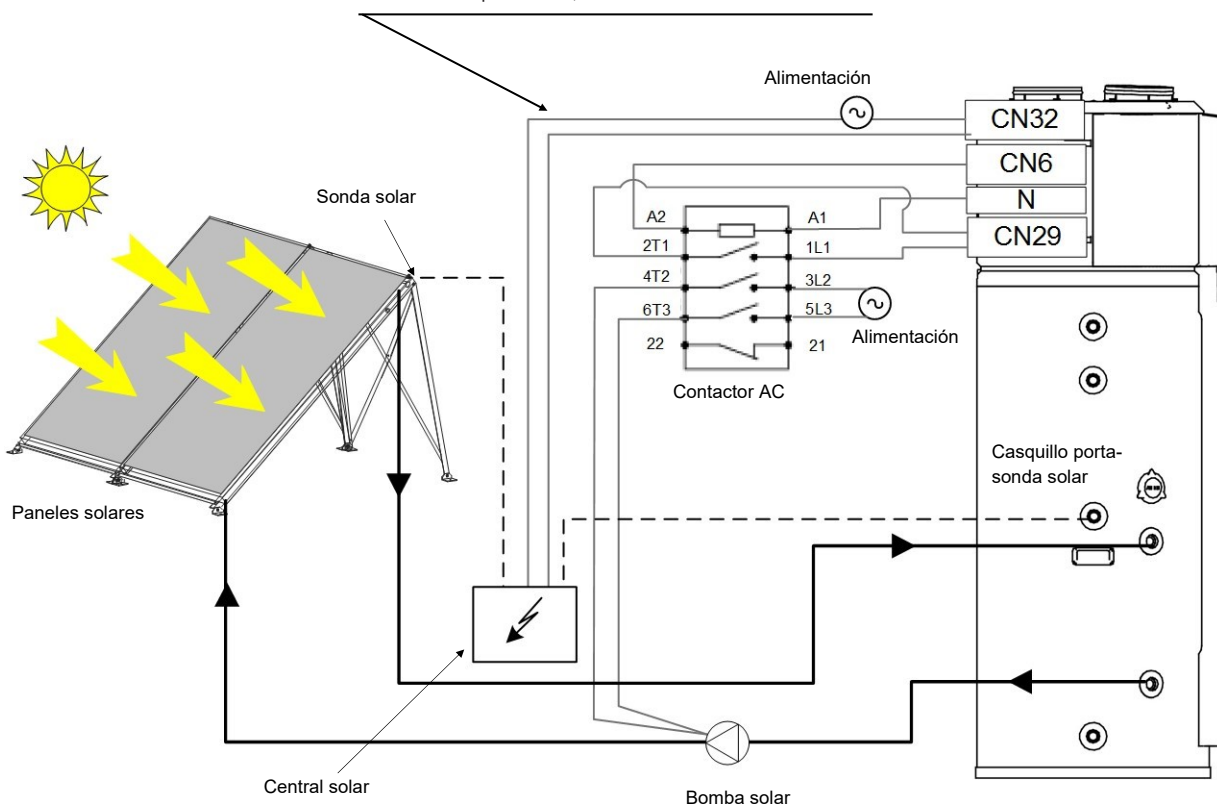 Alimentación
CN32
CN6
N
CN29
Sonda solar
A2
A1
2T1
1L1
4T2
3L2
6T3
5L3
22
21
Alimentación
Contactor AC
Casquillo porta-
sonda solar
Paneles solares
Central solar
Bomba solar